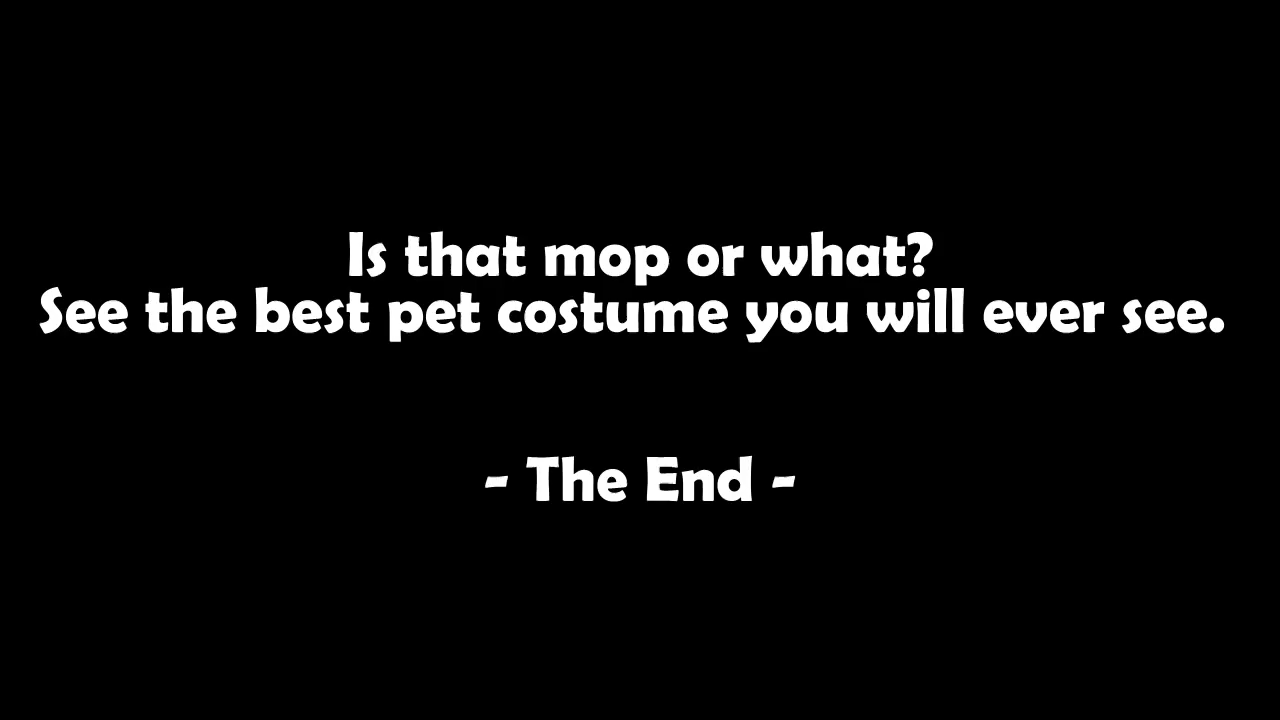 Is that mop or what?
See the best pet costume you will ever see.
- The End -